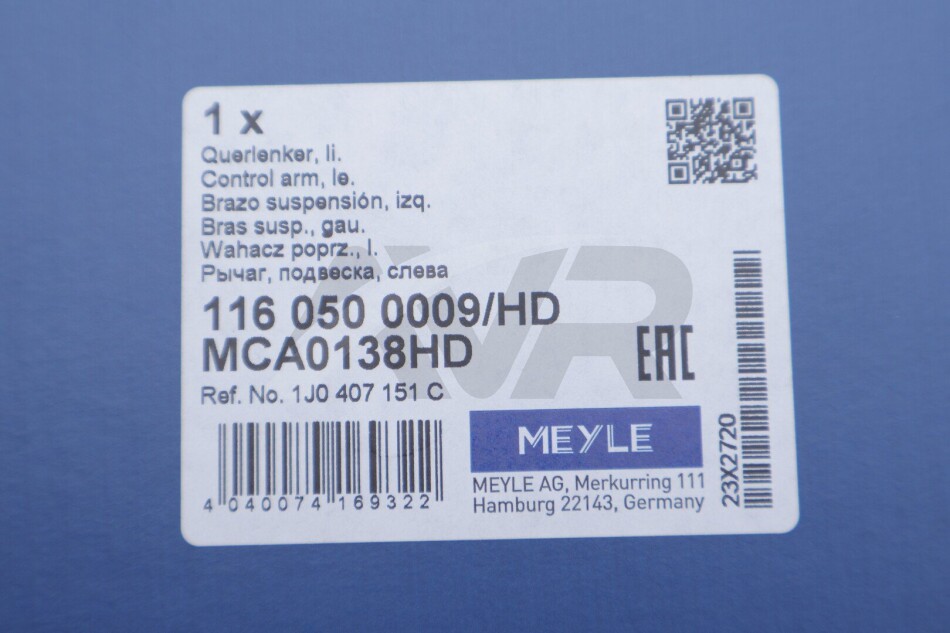 1 x
Querlenker, li.
Control arm, le.
Brazo suspensión, izq.
Bras susp., gau.
Wahacz poprz., l.
Рычаг, подвеска, слева
116 050 0009/HD
MCA0138HD
Ref. No. 1J0 407 151 C
EAC
4 040074 169322
MEYLE
MEYLE AG, Merkurring 111
Hamburg 22143, Germany
23X2720
VR